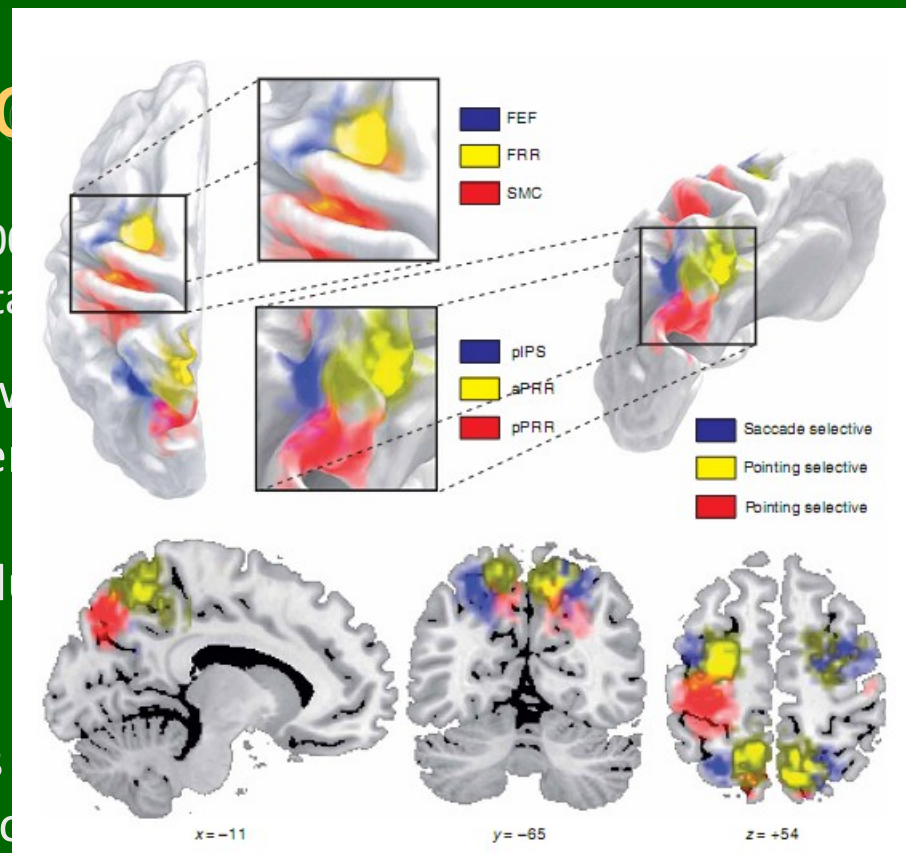 FEF
FRR
SMC
pIPS
aPRR
pPRR
Saccade selective
Pointing selective
Pointing selective
x = −11
y = −65
z = +54